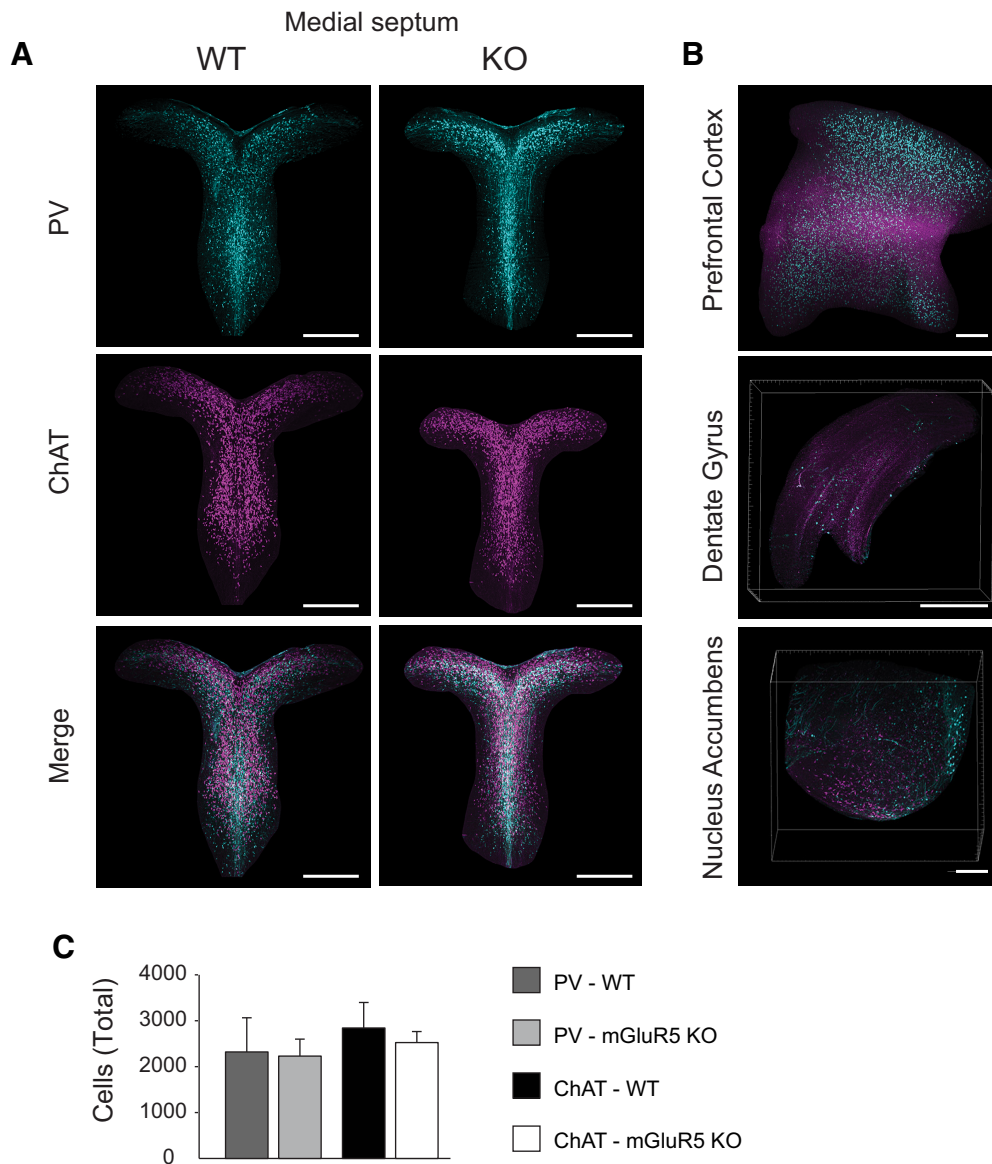 Medial septum
A
WT
KO
B
PV
ChAT
Merge
Prefrontal Cortex
Dentate Gyrus
Nucleus Accumbens
C
Cells (Total)
4000
3000
2000
1000
0
PV - WT
PV - mGluR5 KO
ChAT - WT
ChAT - mGluR5 KO